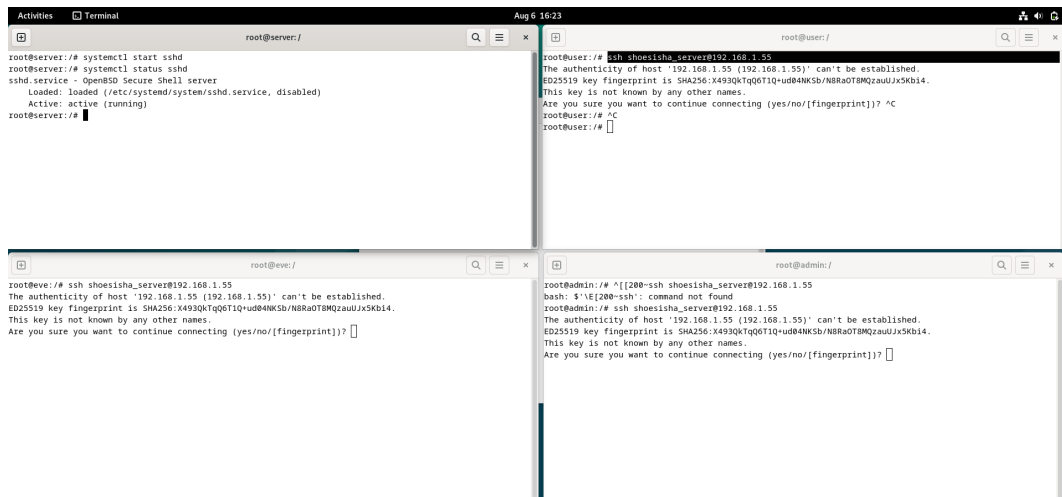 Activities Terminal Aug 6 16:23
root@server: /
root@server:/# systemctl start sshd
root@server:/# systemctl status sshd
sshd.service - OpenBSD Secure Shell server
Loaded: loaded (/etc/systemd/system/sshd.service, disabled)
Active: active (running)
root@server:/#
root@user: /
root@user:/# ssh shoesisha_server@192.168.1.55
The authenticity of host '192.168.1.55 (192.168.1.55)' can't be established.
ED25519 key fingerprint is SHA256:X493QkTqQ6T1Q+ud04NKSb/N8RaOT8MQzauUJx5Kbi4.
This key is not known by any other names.
Are you sure you want to continue connecting (yes/no/[fingerprint])? ^C
root@user:/# ^C
root@user:/#
root@eve: /
root@eve:/# ssh shoesisha_server@192.168.1.55
The authenticity of host '192.168.1.55 (192.168.1.55)' can't be established.
ED25519 key fingerprint is SHA256:X493QkTqQ6T1Q+ud04NKSb/N8RaOT8MQzauUJx5Kbi4.
This key is not known by any other names.
Are you sure you want to continue connecting (yes/no/[fingerprint])?
root@admin: /
root@admin:/# ^[[200~ssh shoesisha_server@192.168.1.55
bash: $'\E[200~ssh': command not found
root@admin:/# ssh shoesisha_server@192.168.1.55
The authenticity of host '192.168.1.55 (192.168.1.55)' can't be established.
ED25519 key fingerprint is SHA256:X493QkTqQ6T1Q+ud04NKSb/N8RaOT8MQzauUJx5Kbi4.
This key is not known by any other names.
Are you sure you want to continue connecting (yes/no/[fingerprint])?